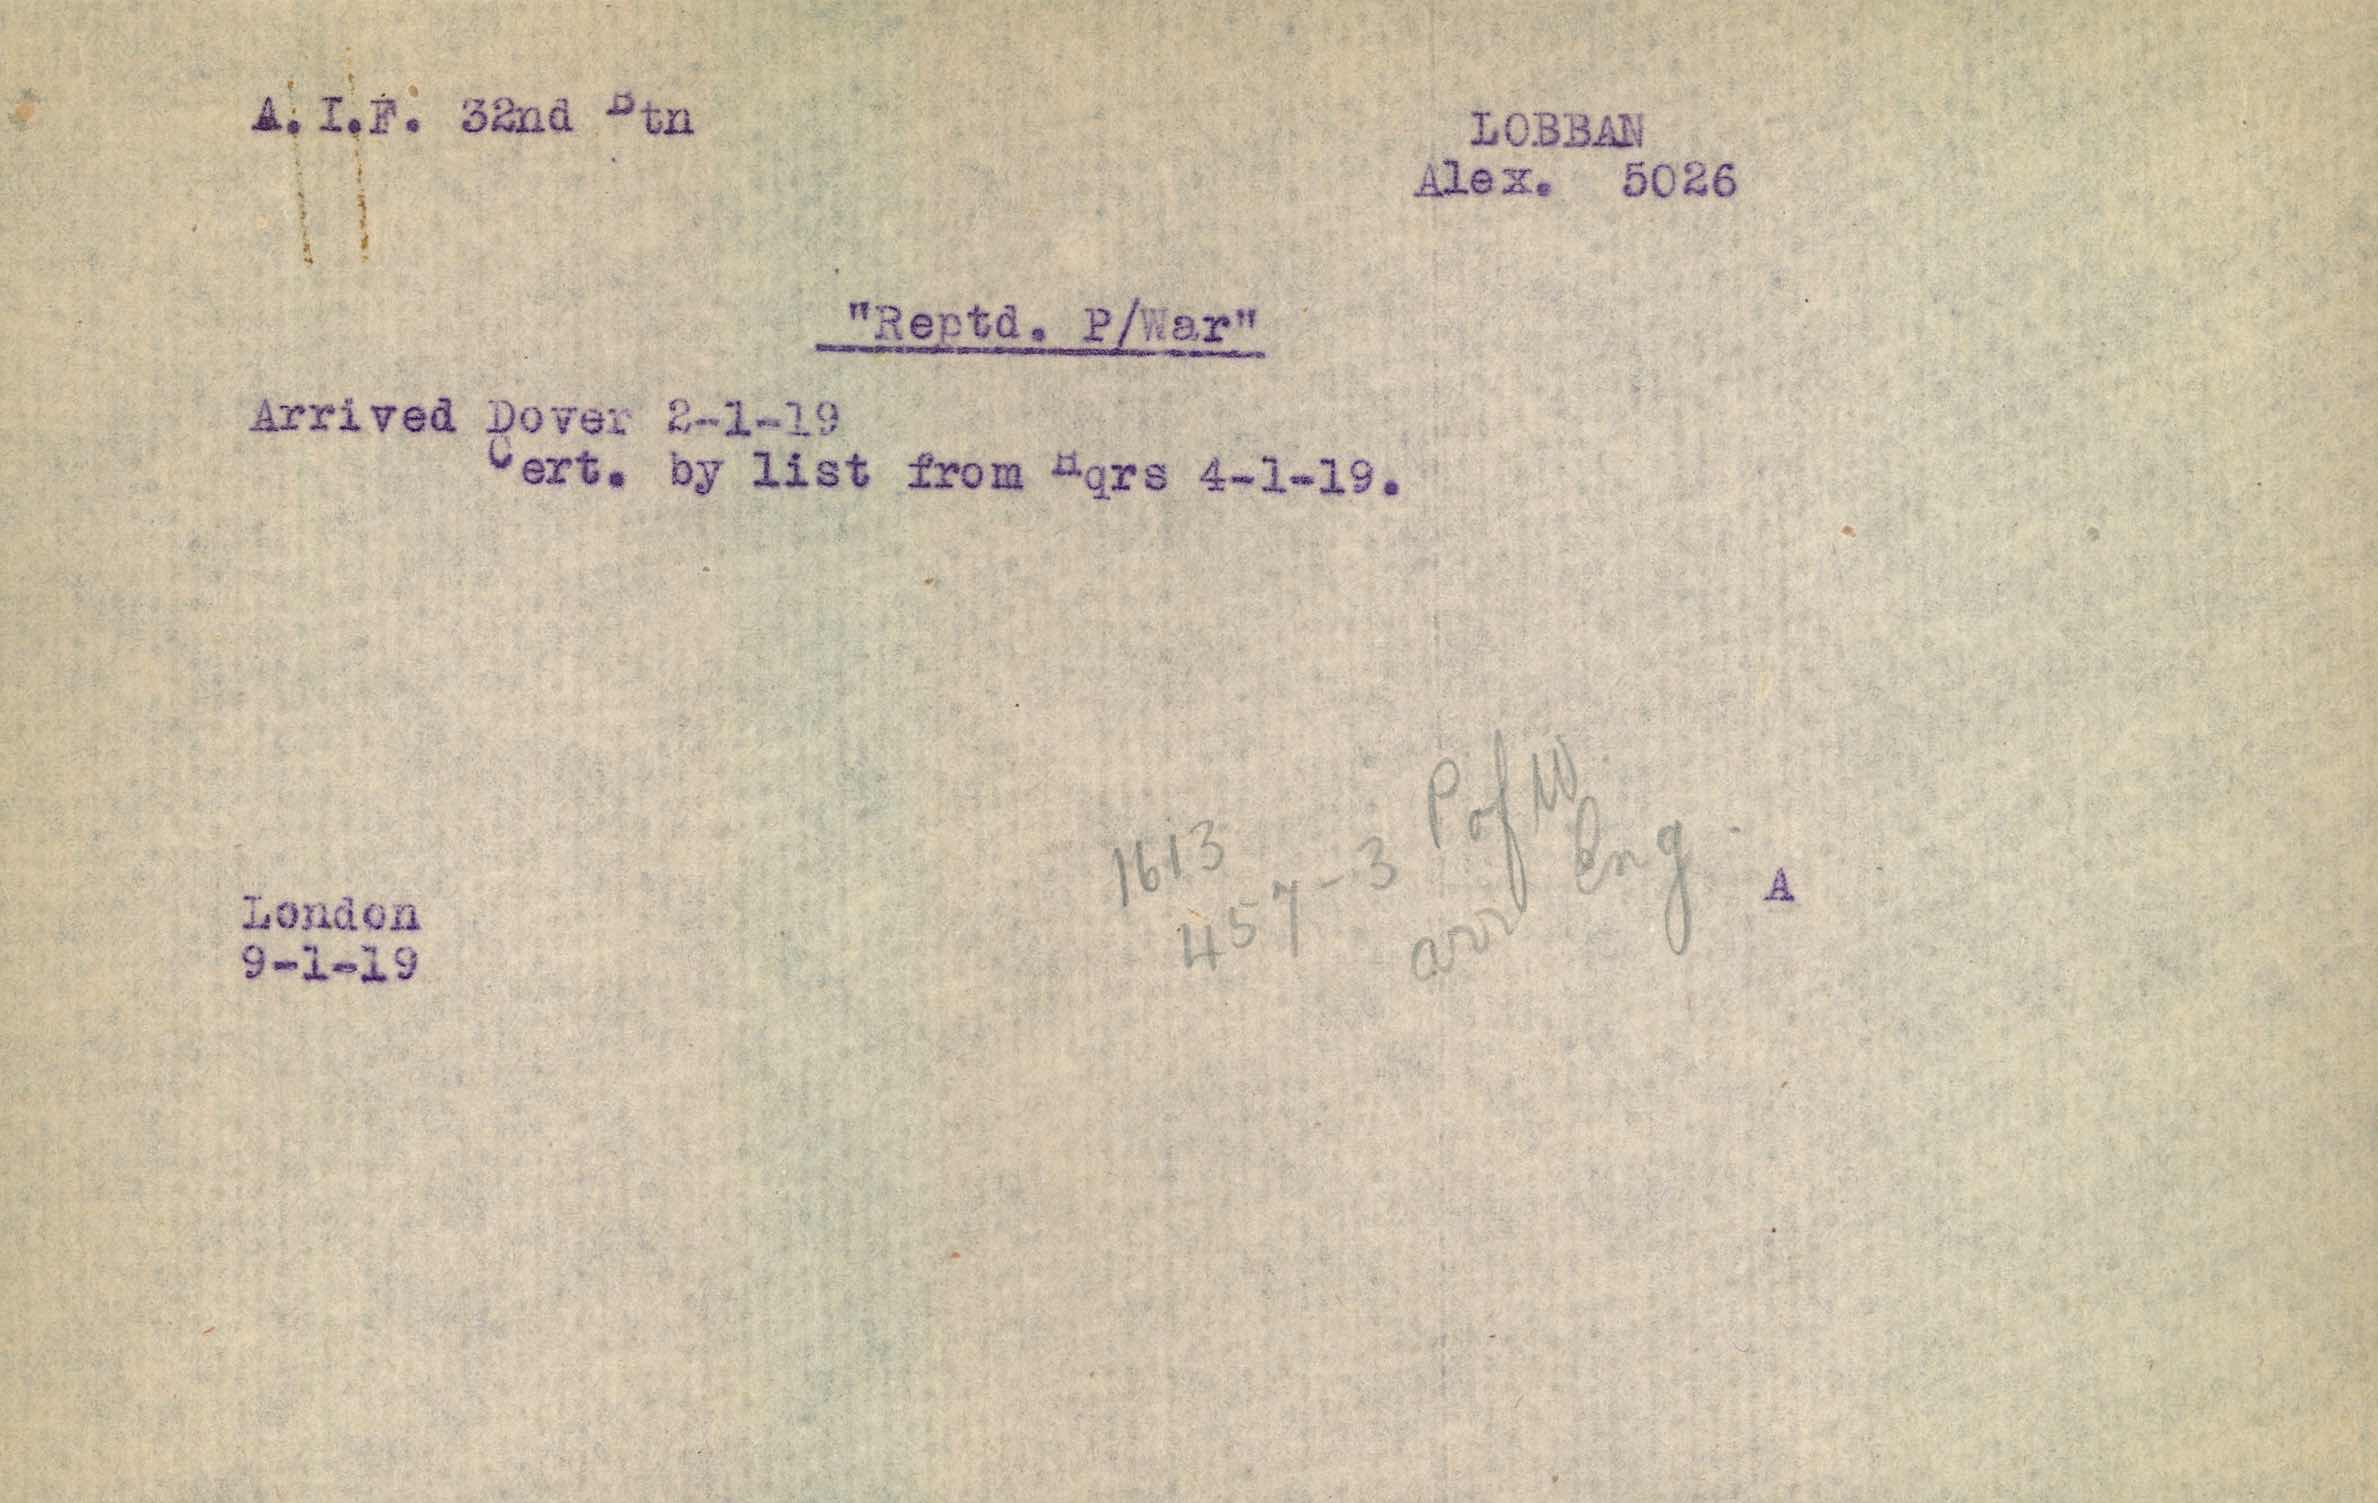 A.I.F. 32nd Btn
LOBBAN
Alex. 5026
"Reptd. P/War"
Arrived Dover 2-1-19
Cert. by list from Hqrs 4-1-19.
1613
457-3
P of W
arr Eng
A
London
9-1-19